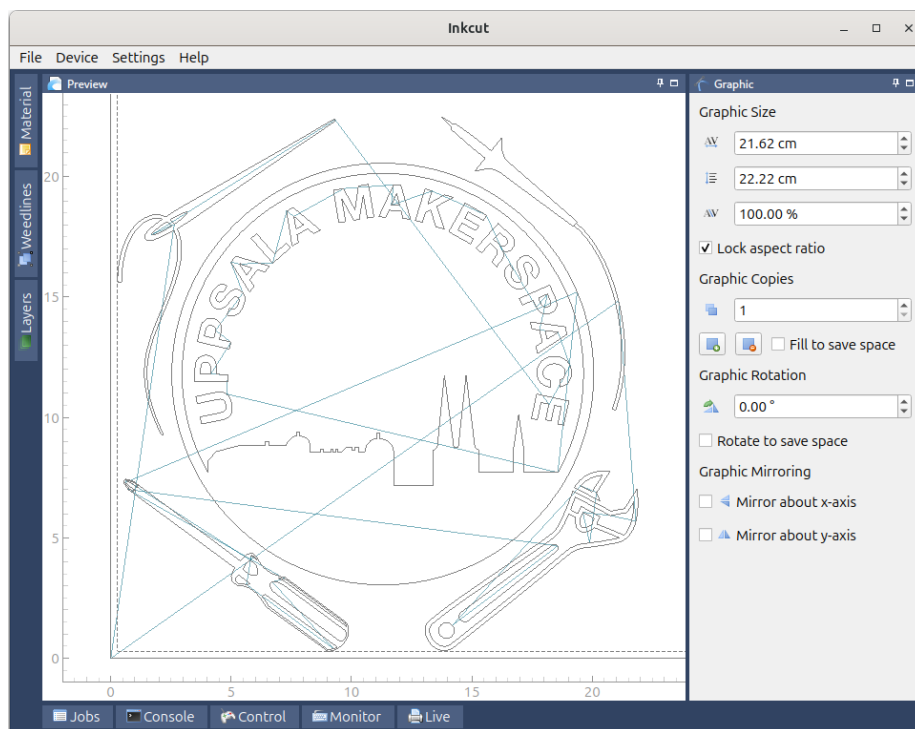 Inkcut
File Device Settings Help
Material
Weedlines
Layers
Preview
20
15
10
5
0
0 5 10 15 20
UPPSALA MAKERSPACE
Graphic
Graphic Size
21.62 cm
22.22 cm
100.00 %
Lock aspect ratio
Graphic Copies
1
Fill to save space
Graphic Rotation
0.00 °
Rotate to save space
Graphic Mirroring
Mirror about x-axis
Mirror about y-axis
Jobs Console Control Monitor Live